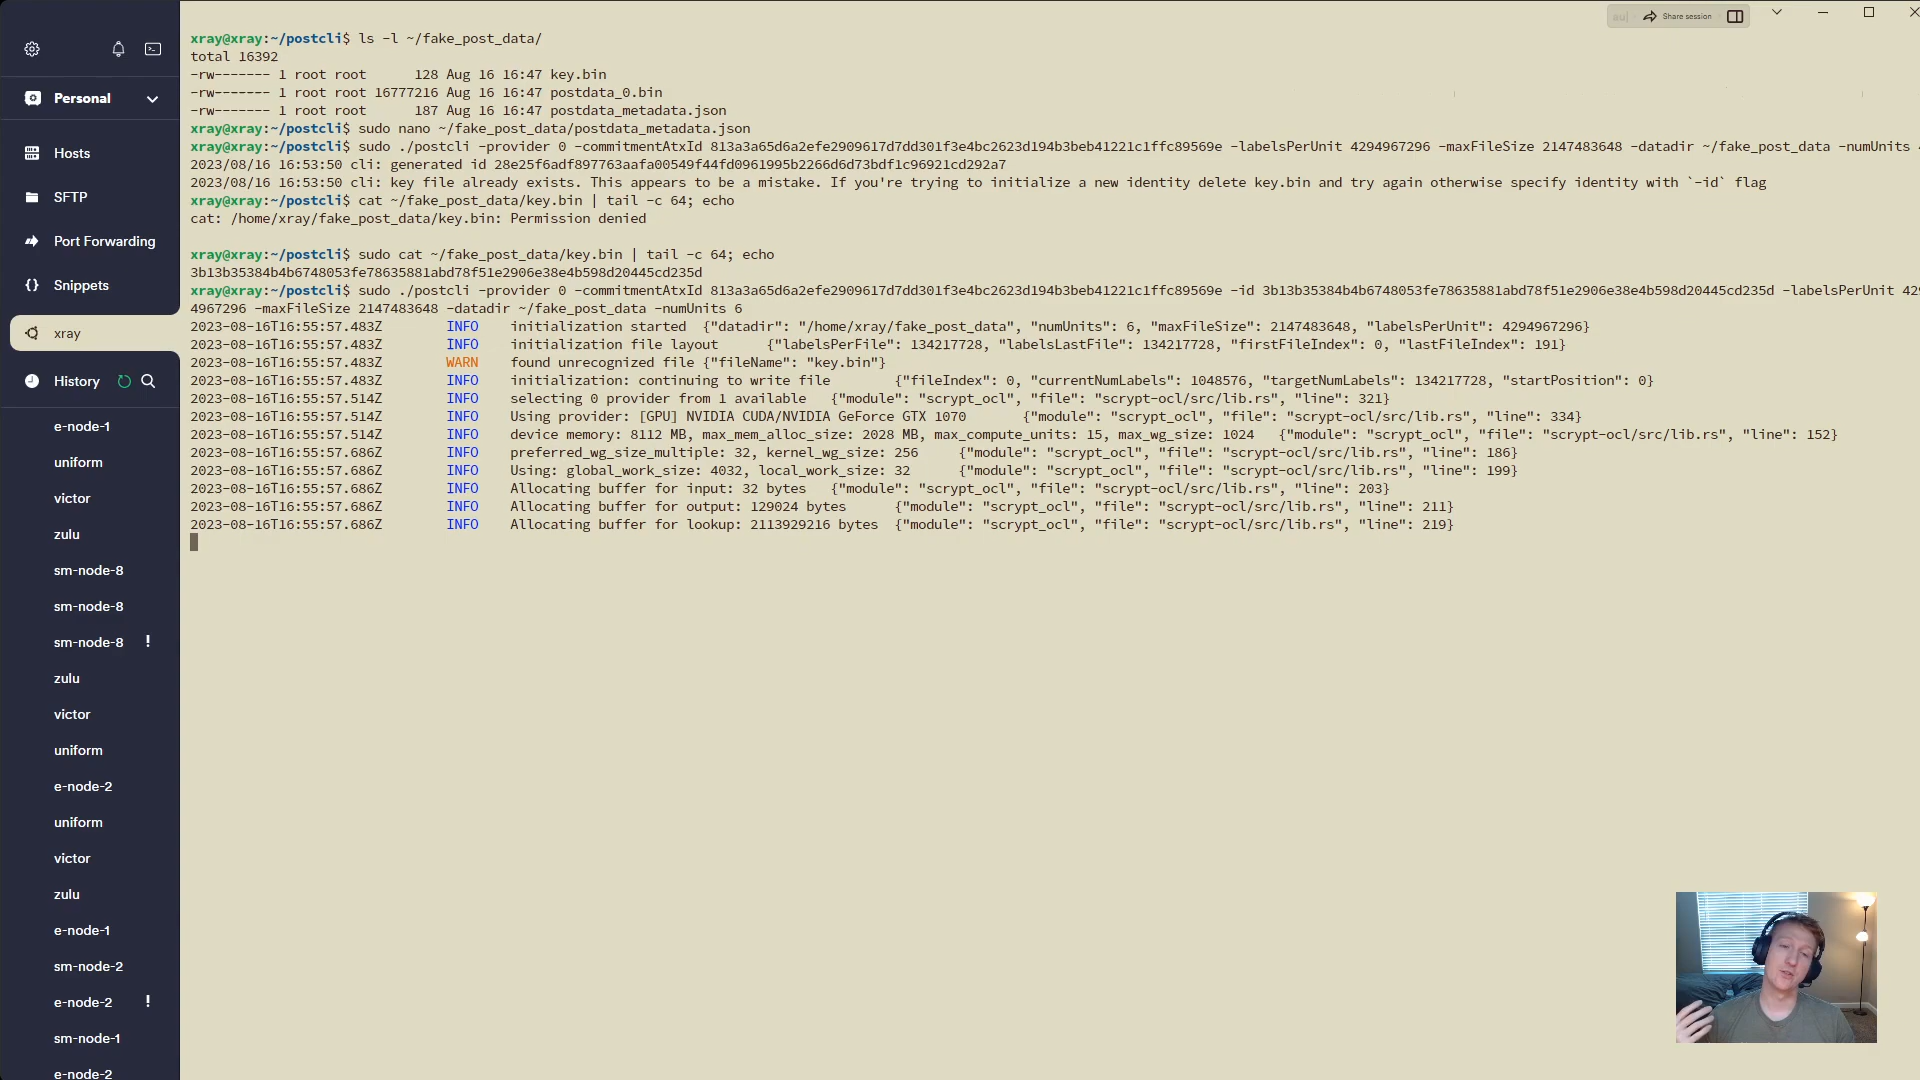 Share session
Personal
Hosts
SFTP
Port Forwarding
Snippets
xray
History
e-node-1
uniform
victor
zulu
sm-node-8
sm-node-8
sm-node-8 !
zulu
victor
uniform
e-node-2
uniform
victor
zulu
e-node-1
sm-node-2
e-node-2 !
sm-node-1
e-node-2
xray@xray:~/postcli$ ls -l ~/fake_post_data/
total 16392
-rw------- 1 root root      128 Aug 16 16:47 key.bin
-rw------- 1 root root 16777216 Aug 16 16:47 postdata_0.bin
-rw------- 1 root root      187 Aug 16 16:47 postdata_metadata.json
xray@xray:~/postcli$ sudo nano ~/fake_post_data/postdata_metadata.json
xray@xray:~/postcli$ sudo ./postcli -provider 0 -commitmentAtxId 813a3a65d6a2efe2909617d7dd301f3e4bc2623d194b3beb41221c1ffc89569e -labelsPerUnit 4294967296 -maxFileSize 2147483648 -datadir ~/fake_post_data -numUnits
2023/08/16 16:53:50 cli: generated id 28e25f6adf897763aafa00549f44fd0961995b2266d6d73bdf1c96921cd292a7
2023/08/16 16:53:50 cli: key file already exists. This appears to be a mistake. If you're trying to initialize a new identity delete key.bin and try again otherwise specify identity with `-id` flag
xray@xray:~/postcli$ cat ~/fake_post_data/key.bin | tail -c 64; echo
cat: /home/xray/fake_post_data/key.bin: Permission denied
xray@xray:~/postcli$ sudo cat ~/fake_post_data/key.bin | tail -c 64; echo
3b13b35384b4b6748053fe78635881abd78f51e2906e38e4b598d20445cd235d
xray@xray:~/postcli$ sudo ./postcli -provider 0 -commitmentAtxId 813a3a65d6a2efe2909617d7dd301f3e4bc2623d194b3beb41221c1ffc89569e -id 3b13b35384b4b6748053fe78635881abd78f51e2906e38e4b598d20445cd235d -labelsPerUnit 429
4967296 -maxFileSize 2147483648 -datadir ~/fake_post_data -numUnits 6
2023-08-16T16:55:57.483Z        INFO    initialization started  {"datadir": "/home/xray/fake_post_data", "numUnits": 6, "maxFileSize": 2147483648, "labelsPerUnit": 4294967296}
2023-08-16T16:55:57.483Z        INFO    initialization file layout      {"labelsPerFile": 134217728, "labelsLastFile": 134217728, "firstFileIndex": 0, "lastFileIndex": 191}
2023-08-16T16:55:57.483Z        WARN    found unrecognized file {"fileName": "key.bin"}
2023-08-16T16:55:57.483Z        INFO    initialization: continuing to write file        {"fileIndex": 0, "currentNumLabels": 1048576, "targetNumLabels": 134217728, "startPosition": 0}
2023-08-16T16:55:57.514Z        INFO    selecting 0 provider from 1 available   {"module": "scrypt_ocl", "file": "scrypt-ocl/src/lib.rs", "line": 321}
2023-08-16T16:55:57.514Z        INFO    Using provider: [GPU] NVIDIA CUDA/NVIDIA GeForce GTX 1070       {"module": "scrypt_ocl", "file": "scrypt-ocl/src/lib.rs", "line": 334}
2023-08-16T16:55:57.514Z        INFO    device memory: 8112 MB, max_mem_alloc_size: 2028 MB, max_compute_units: 15, max_wg_size: 1024   {"module": "scrypt_ocl", "file": "scrypt-ocl/src/lib.rs", "line": 152}
2023-08-16T16:55:57.686Z        INFO    preferred_wg_size_multiple: 32, kernel_wg_size: 256     {"module": "scrypt_ocl", "file": "scrypt-ocl/src/lib.rs", "line": 186}
2023-08-16T16:55:57.686Z        INFO    Using: global_work_size: 4032, local_work_size: 32      {"module": "scrypt_ocl", "file": "scrypt-ocl/src/lib.rs", "line": 199}
2023-08-16T16:55:57.686Z        INFO    Allocating buffer for input: 32 bytes   {"module": "scrypt_ocl", "file": "scrypt-ocl/src/lib.rs", "line": 203}
2023-08-16T16:55:57.686Z        INFO    Allocating buffer for output: 129024 bytes      {"module": "scrypt_ocl", "file": "scrypt-ocl/src/lib.rs", "line": 211}
2023-08-16T16:55:57.686Z        INFO    Allocating buffer for lookup: 2113929216 bytes  {"module": "scrypt_ocl", "file": "scrypt-ocl/src/lib.rs", "line": 219}